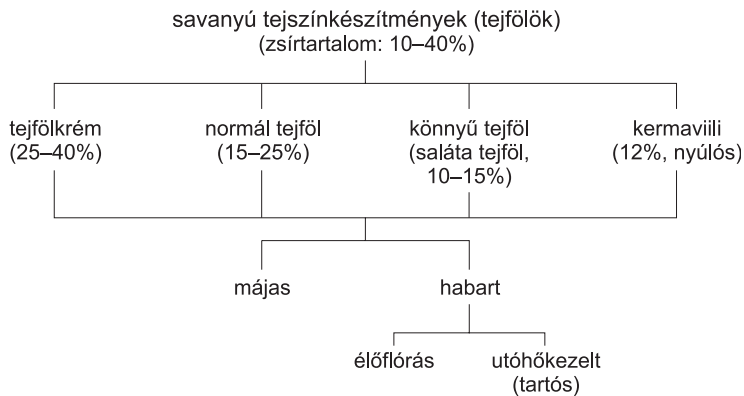 savanyú tejszínkészítmények (tejfölök)
(zsírtartalom: 10–40%)
tejfölkrém
(25–40%)
normál tejföl
(15–25%)
könnyű tejföl
(saláta tejföl,
10–15%)
kermaviili
(12%, nyúlós)
májas
habart
élőflórás
utóhőkezelt
(tartós)